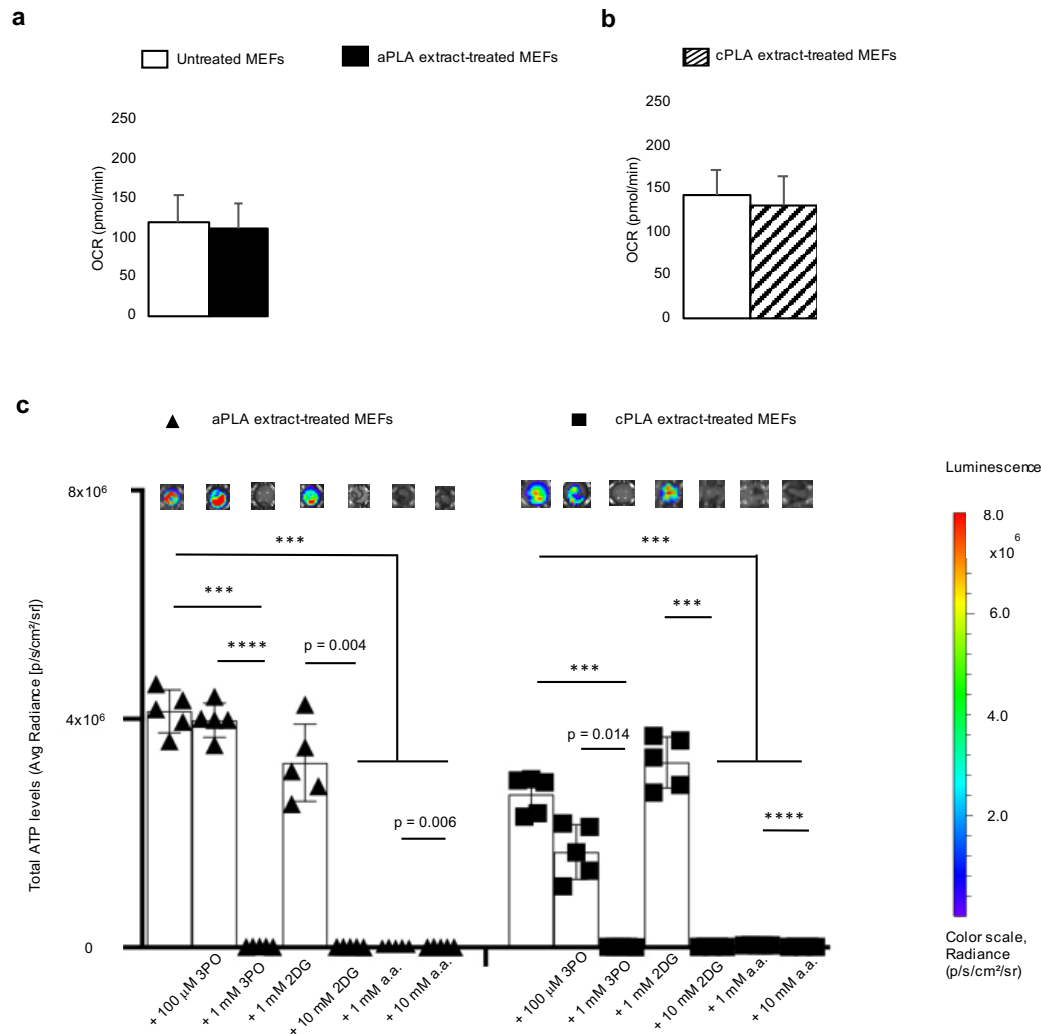 a
b
Untreated MEFs
aPLA extract-treated MEFs
cPLA extract-treated MEFs
250
200
150
100
50
0
OCR (pmol/min)
250
200
150
100
50
0
OCR (pmol/min)
c
aPLA extract-treated MEFs
cPLA extract-treated MEFs
Total ATP levels (Avg Radiance [p/s/cm²/sr])
8x10⁶
4x10⁶
0
***
***
****
p = 0.004
p = 0.006
***
***
***
p = 0.014
****
+ 100 µM 3PO
+ 1 mM 3PO
+ 1 mM 2DG
+ 10 mM 2DG
+ 1 mM a.a.
+ 10 mM a.a.
+ 100 µM 3PO
+ 1 mM 3PO
+ 1 mM 2DG
+ 10 mM 2DG
+ 1 mM a.a.
+ 10 mM a.a.
Luminescence
8.0
x10⁶
6.0
4.0
2.0
Color scale,
Radiance
(p/s/cm²/sr)